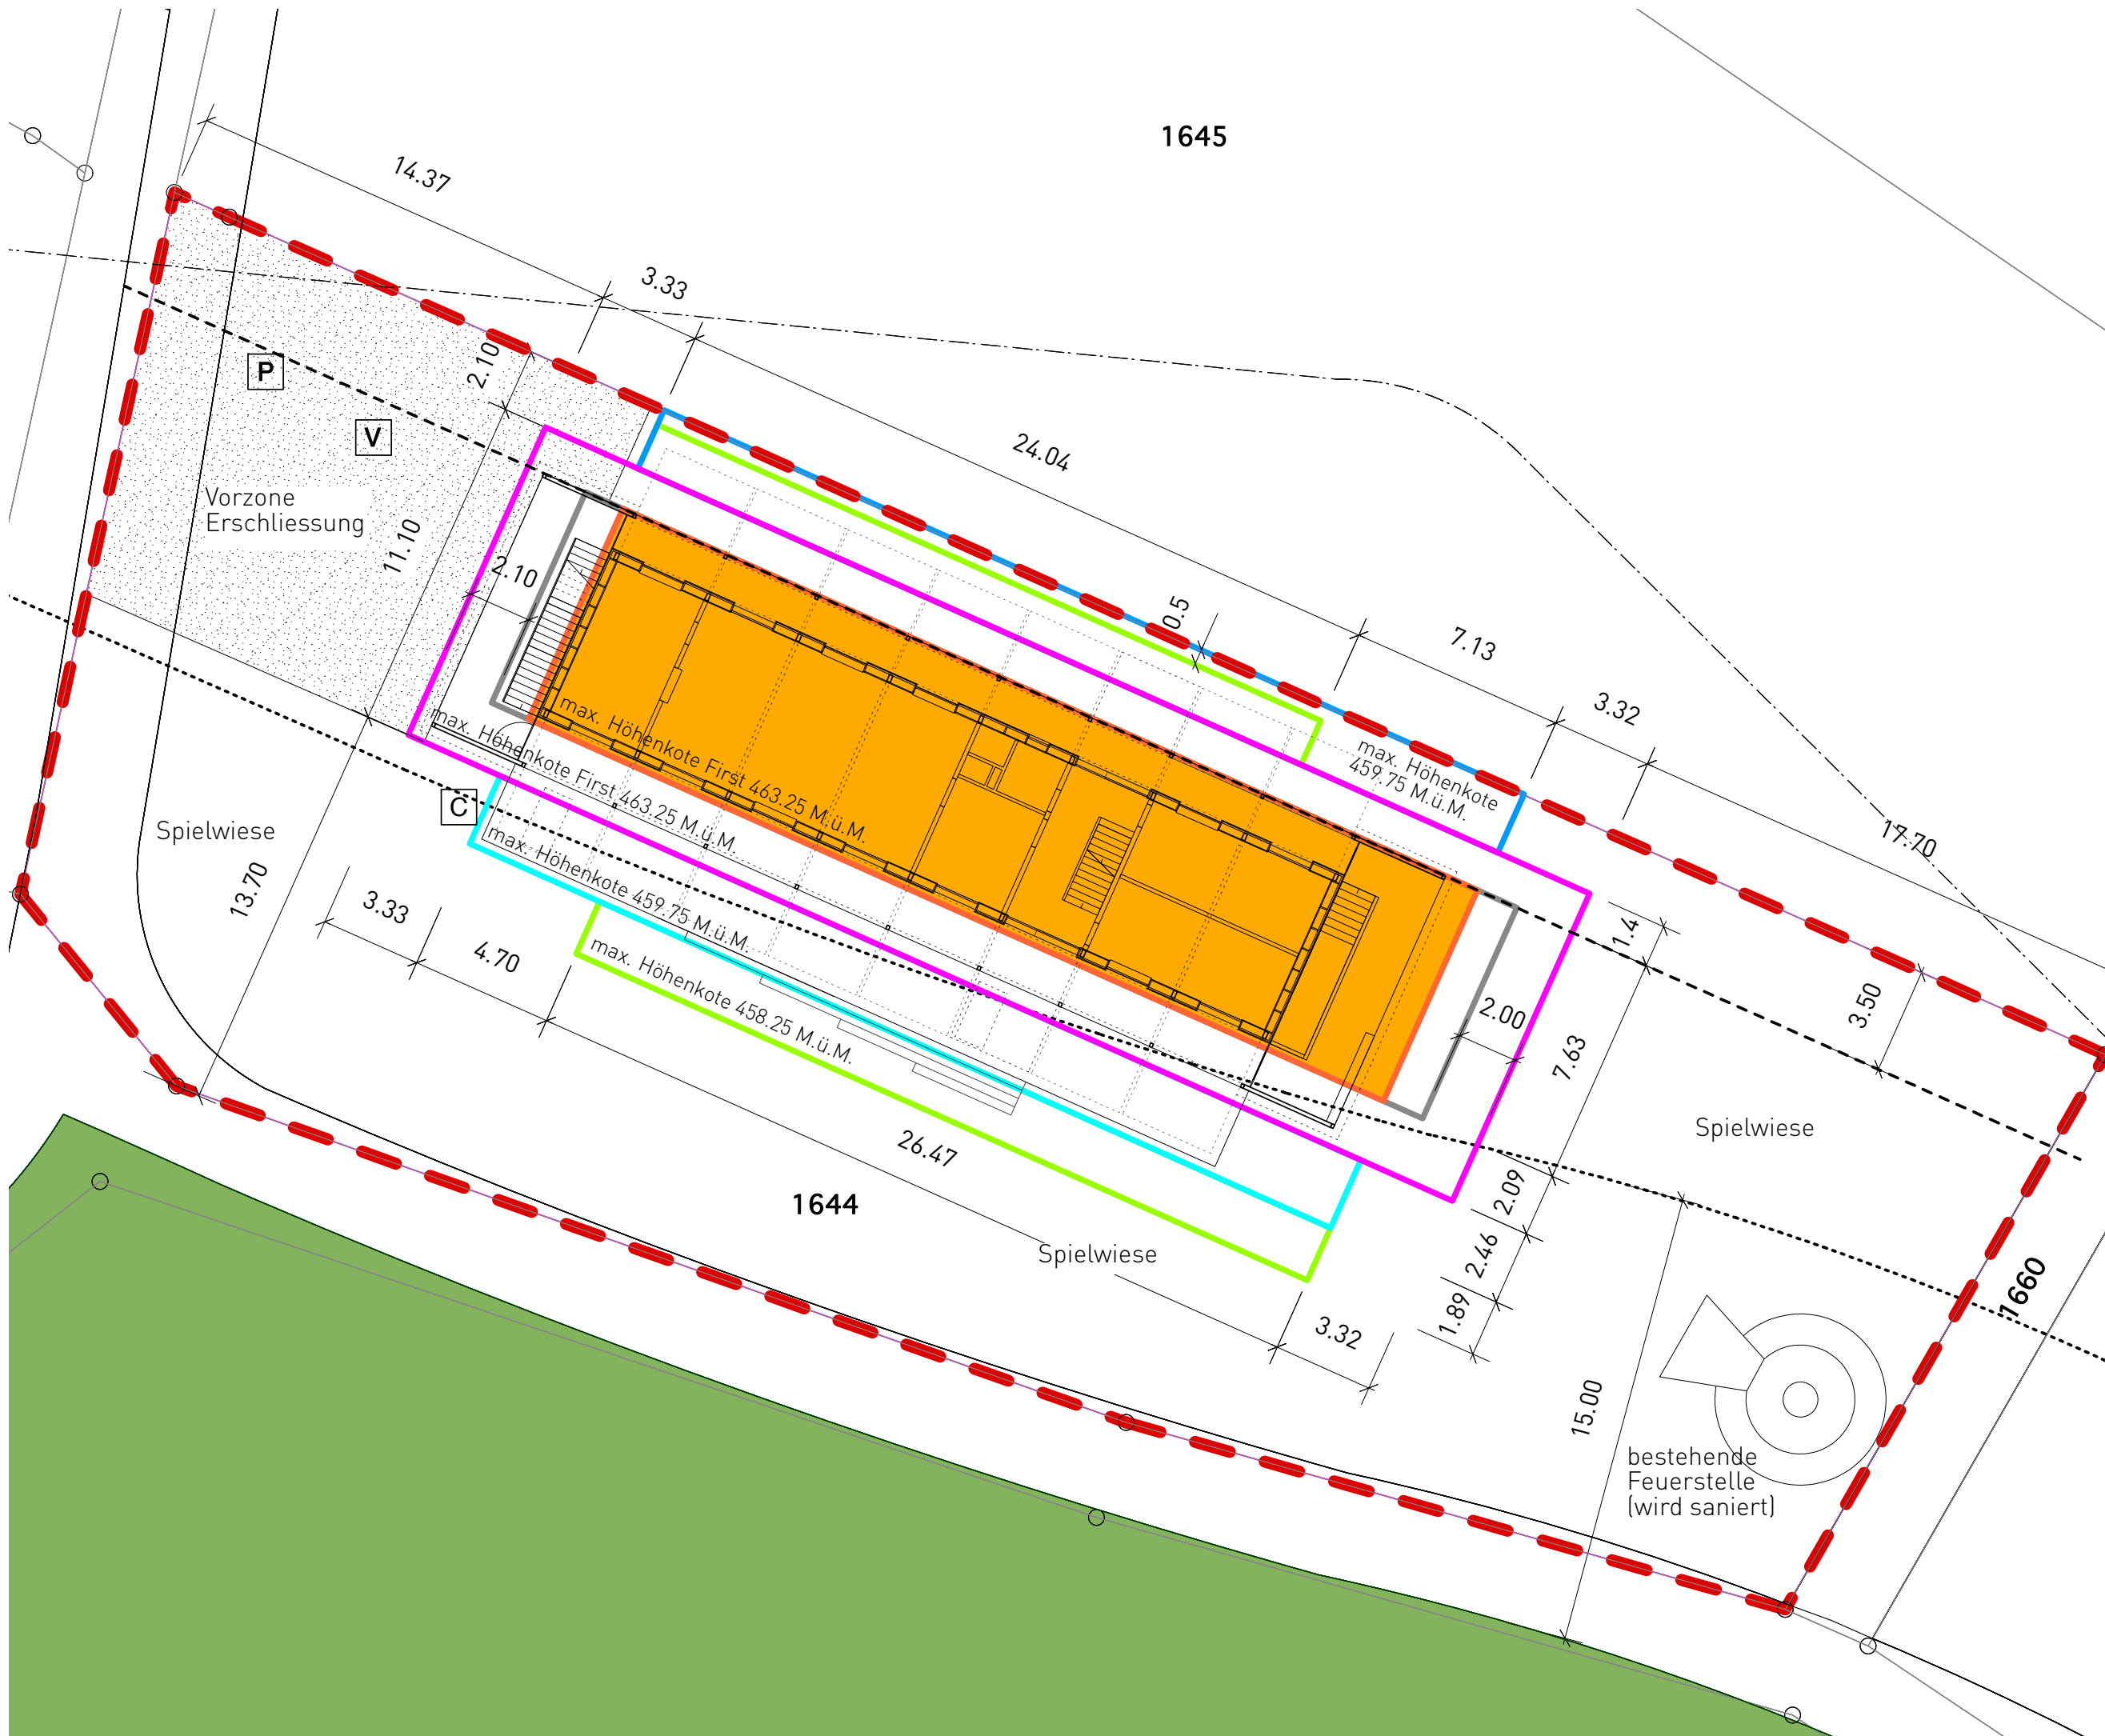 1645
14.37
3.33
2.10
P
V
24.04
Vorzone
Erschliessung
11.10
2.10
0.5
7.13
3.32
max. Höhenkote
459.75 M.ü.M.
max. Höhenkote First 463.25 M.ü.M.
max. Höhenkote First 463.25 M.ü.M.
C
Spielwiese
17.70
13.70
max. Höhenkote 459.75 M.ü.M.
3.33
4.70
max. Höhenkote 458.25 M.ü.M.
1.4
3.50
2.00
7.63
Spielwiese
26.47
2.09
1644
Spielwiese
2.46
1.89
3.32
1660
15.00
bestehende
Feuerstelle
(wird saniert)